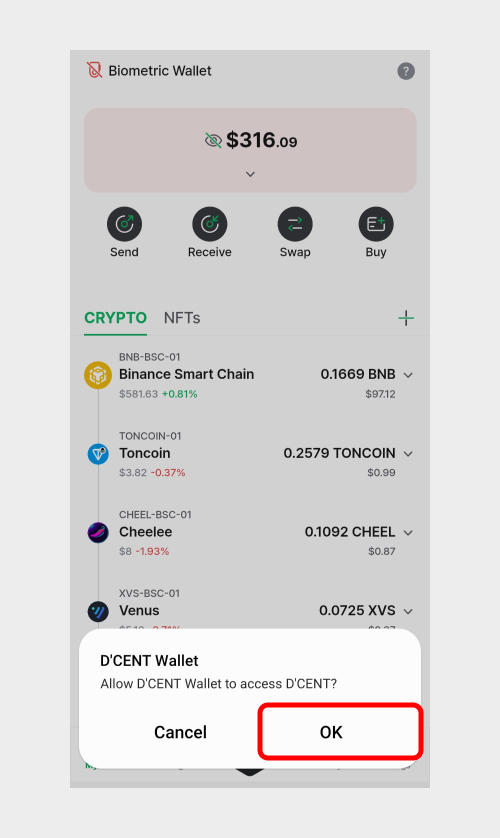 Biometric Wallet
?
$316.09
Send Receive Swap Buy
CRYPTO NFTs
BNB-BSC-01
Binance Smart Chain 0.1669 BNB
$581.63 +0.81% $97.12
TONCOIN-01
Toncoin 0.2579 TONCOIN
$3.82 -0.37% $0.99
CHEEL-BSC-01
Cheelee 0.1092 CHEEL
$8 -1.93% $0.87
XVS-BSC-01
Venus 0.0725 XVS
D'CENT Wallet
Allow D'CENT Wallet to access D'CENT?
Cancel OK